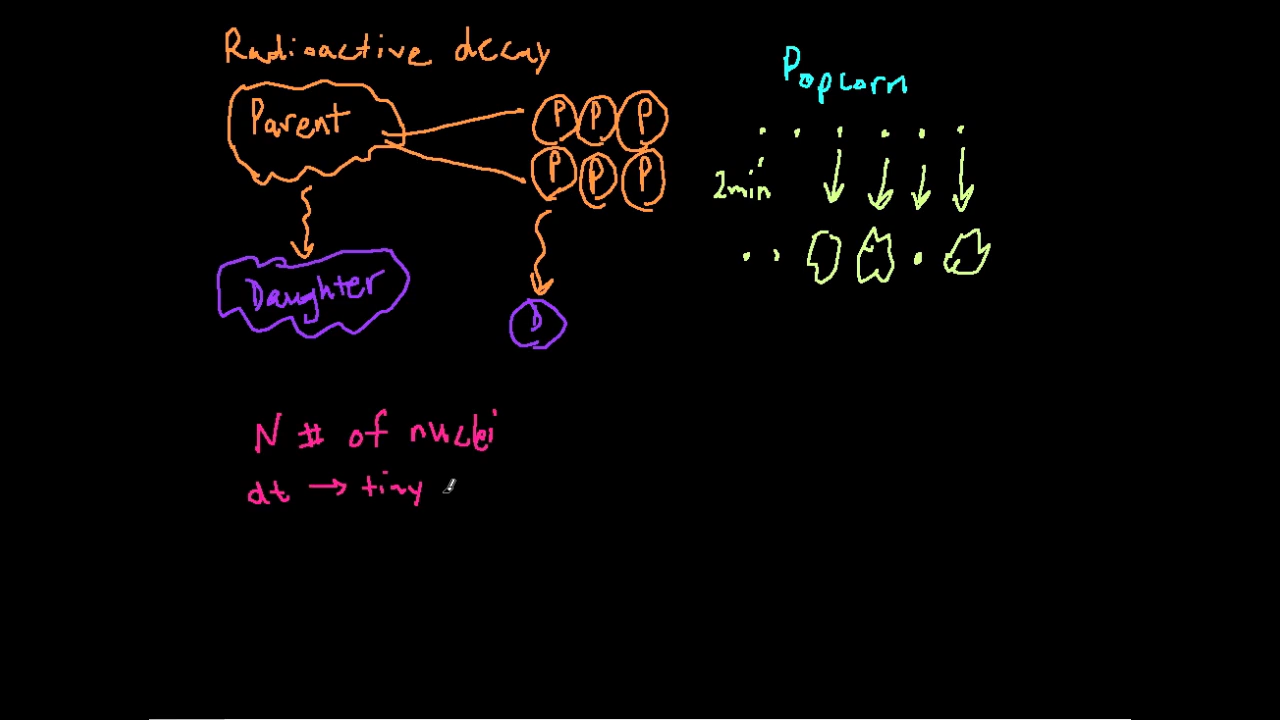 Radioactive decay
Parent
P P P
P P P
Daughter
D
Popcorn
2min
N # of nuclei
dt → tiny